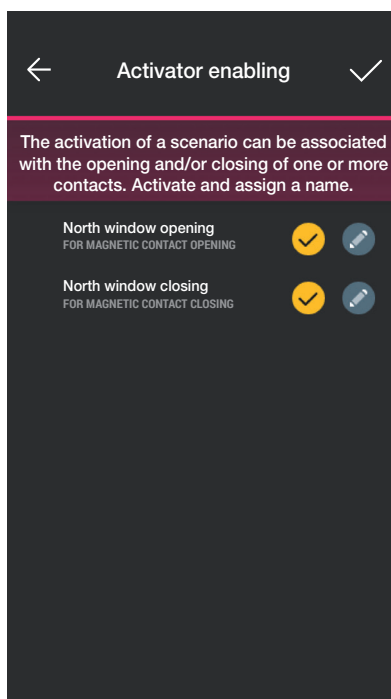 Activator enabling
The activation of a scenario can be associated
with the opening and/or closing of one or more
contacts. Activate and assign a name.
North window opening
FOR MAGNETIC CONTACT OPENING
North window closing
FOR MAGNETIC CONTACT CLOSING